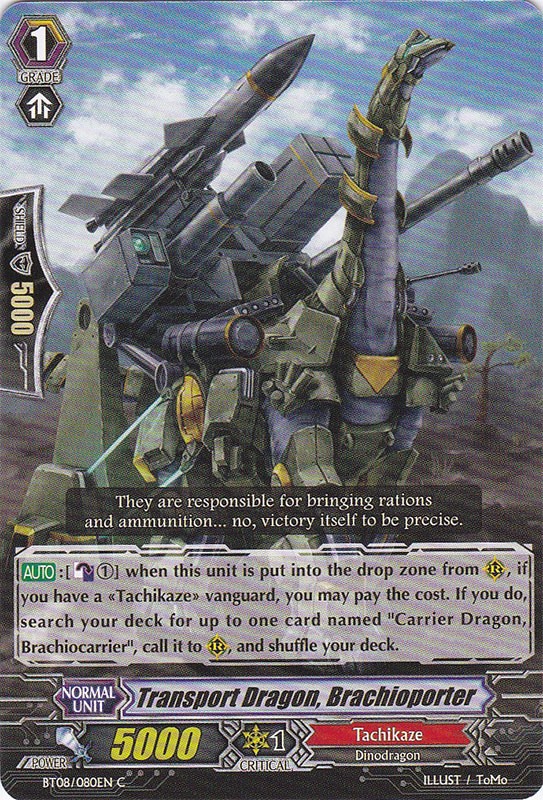 1
GRADE
SHIELD
5000
They are responsible for bringing rations
and ammunition... no, victory itself to be precise.
AUTO:[ ①] when this unit is put into the drop zone from R, if
you have a «Tachikaze» vanguard, you may pay the cost. If you do,
search your deck for up to one card named "Carrier Dragon,
Brachiocarrier", call it to R, and shuffle your deck.
NORMAL
UNIT
Transport Dragon, Brachioporter
POWER
5000
1
CRITICAL
Tachikaze
Dinodragon
BT08/080EN C
ILLUST / ToMo